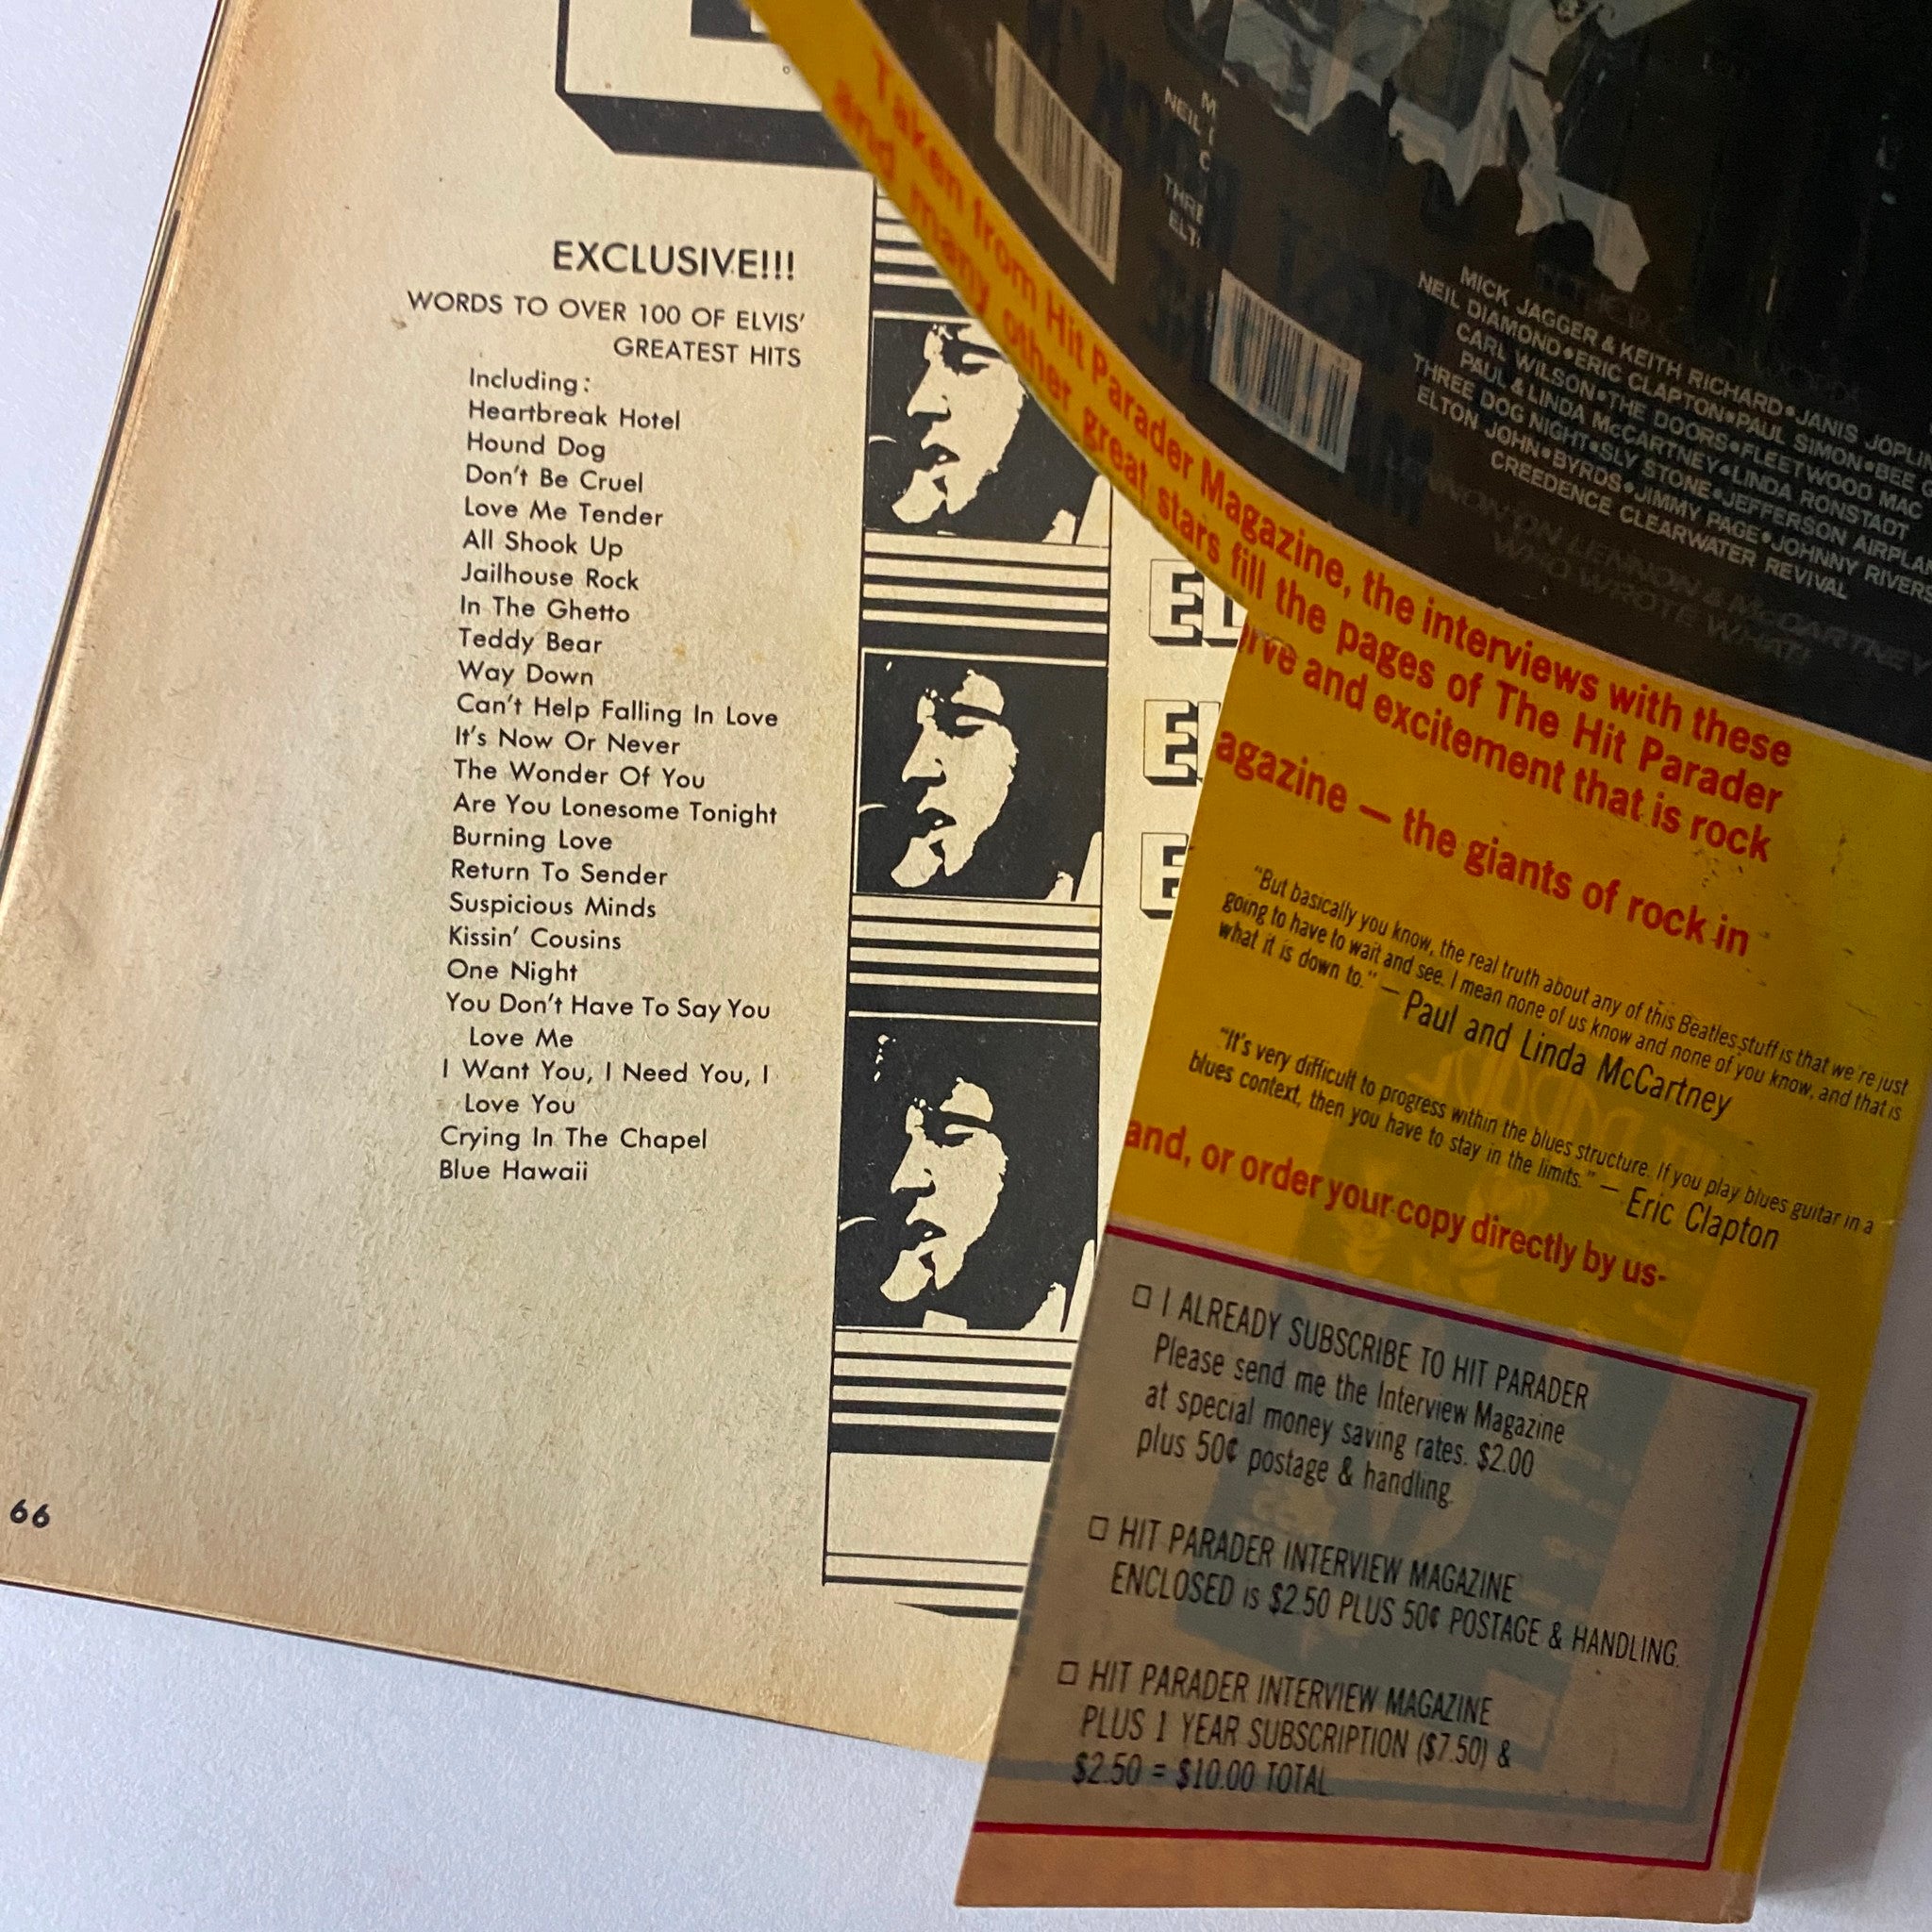 EXCLUSIVE!!!
WORDS TO OVER 100 OF ELVIS'
GREATEST HITS
Including:
Heartbreak Hotel
Hound Dog
Don't Be Cruel
Love Me Tender
All Shook Up
Jailhouse Rock
In The Ghetto
Teddy Bear
Way Down
Can't Help Falling In Love
It's Now Or Never
The Wonder Of You
Are You Lonesome Tonight
Burning Love
Return To Sender
Suspicious Minds
Kissin' Cousins
One Night
You Don't Have To Say You
Love Me
I Want You, I Need You, I
Love You
Crying In The Chapel
Blue Hawaii
66
EL
EL
E
NEIL
THRE
ELT
MICK JAGGER & KEITH RICHARD•JANIS JOPLIN
NEIL DIAMOND•ERIC CLAPTON•PAUL SIMON•BEE G
CARL WILSON•THE DOORS•FLEETWOOD MAC
PAUL & LINDA McCARTNEY•LINDA RONSTADT
THREE DOG NIGHT•SLY STONE•JEFFERSON AIRPLAN
ELTON JOHN•BYRDS•JIMMY PAGE•JOHNNY RIVERS
CREEDENCE CLEARWATER REVIVAL
LENNON ON LENNON & McCARTNEY
WHO WROTE WHAT!
Taken from Hit Parader Magazine, the interviews with these
and many other great stars fill the pages of The Hit Parader
rve and excitement that is rock
agazine — the giants of rock in
"But basically you know, the real truth about any of this Beatles stuff is that we're just
going to have to wait and see. I mean none of us know and none of you know, and that is
what it is down to." — Paul and Linda McCartney
"It's very difficult to progress within the blues structure. If you play blues guitar in a
blues context, then you have to stay in the limits." — Eric Clapton
and, or order your copy directly by us-
□ I ALREADY SUBSCRIBE TO HIT PARADER
Please send me the Interview Magazine
at special money saving rates. $2.00
plus 50¢ postage & handling.
□ HIT PARADER INTERVIEW MAGAZINE
ENCLOSED is $2.50 PLUS 50¢ POSTAGE & HANDLING.
□ HIT PARADER INTERVIEW MAGAZINE
PLUS 1 YEAR SUBSCRIPTION ($7.50) &
$2.50 = $10.00 TOTAL